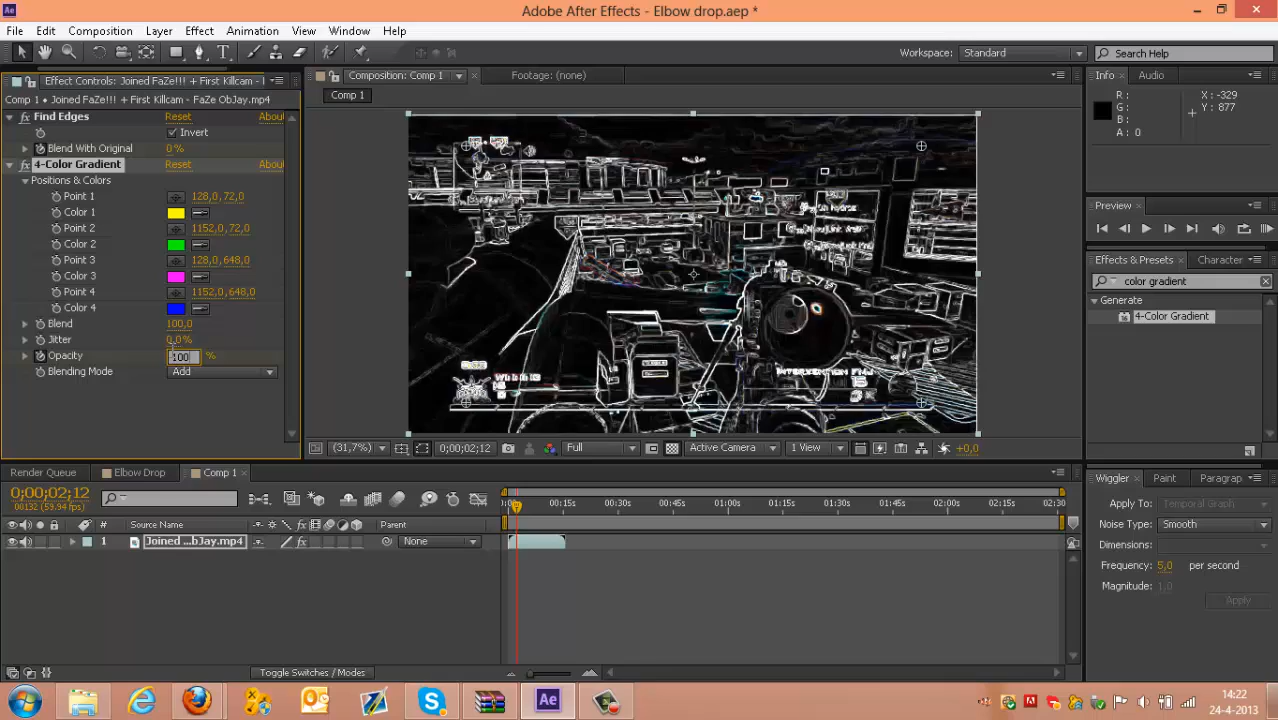 Adobe After Effects - Elbow drop.aep *
File Edit Composition Layer Effect Animation View Window Help
Workspace: Standard Search Help
Effect Controls: Joined FaZe!!! + First Killcam -
Composition: Comp 1 Footage: (none) Info Audio
Comp 1 • Joined FaZe!!! + First Killcam - FaZe ObJay.mp4
Comp 1
R: X: -329
G: Y: 877
B:
A: 0
fx Find Edges Reset Abou
Invert
Blend With Original 0 %
fx 4-Color Gradient Reset Abou
Positions & Colors
Point 1 128,0,72,0
Color 1
Point 2 1152,0,72,0
Color 2
Point 3 128,0,648,0
Color 3
Point 4 1152,0,648,0
Color 4
Blend 100,0
Jitter 0,0%
Opacity 100 %
Blending Mode Add
Preview
Effects & Presets Character
color gradient
Generate
4-Color Gradient
(31,7%) 0;00;02;12 Full Active Camera 1 View +0,0
Render Queue Elbow Drop Comp 1
0;00;02;12
00132 (59.94 fps)
:00s 00:15s 00:30s 00:45s 01:00s 01:15s 01:30s 01:45s 02:00s 02:15s 02:30
# Source Name Parent
1 Joined ...bJay.mp4 None
Toggle Switches / Modes
Wiggler Paint Paragraph
Apply To: Temporal Graph
Noise Type: Smooth
Dimensions:
Frequency: 5,0 per second
Magnitude: 1,0
Apply
14:22
24-4-2013